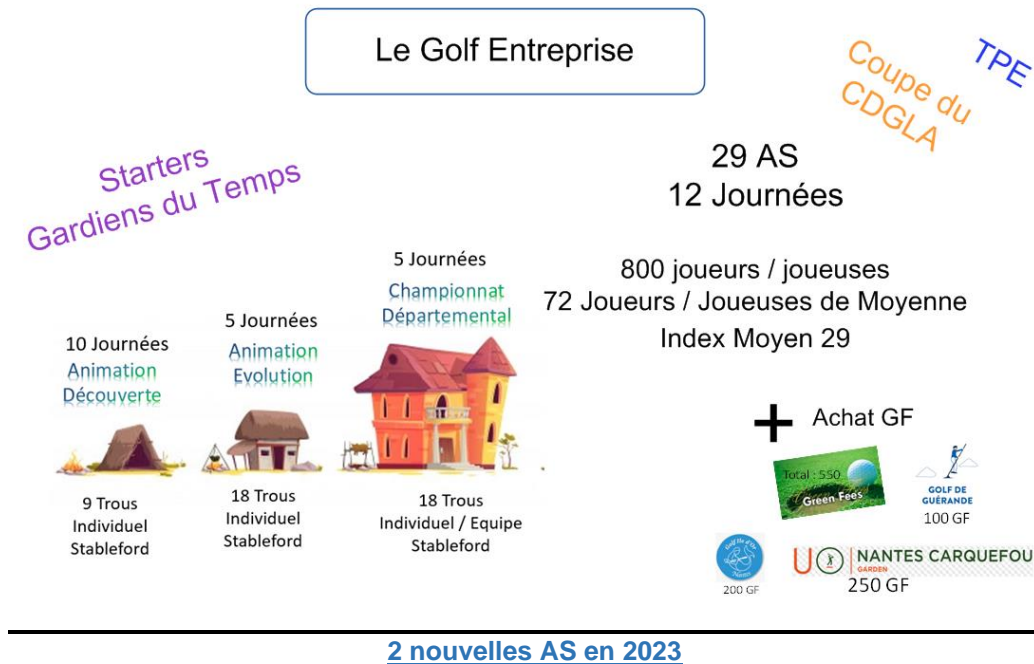 Le Golf Entreprise
Coupe du
CDGLA
TPE
Starters
Gardiens du Temps
29 AS
12 Journées
800 joueurs / joueuses
72 Joueurs / Joueuses de Moyenne
Index Moyen 29
10 Journées
Animation
Découverte
9 Trous
Individuel
Stableford
5 Journées
Animation
Evolution
18 Trous
Individuel
Stableford
5 Journées
Championnat
Départemental
18 Trous
Individuel / Equipe
Stableford
+ Achat GF
Total : 550
Green Fees
GOLF DE
GUÉRANDE
100 GF
200 GF
UO NANTES CARQUEFOU
GARDEN
250 GF
2 nouvelles AS en 2023